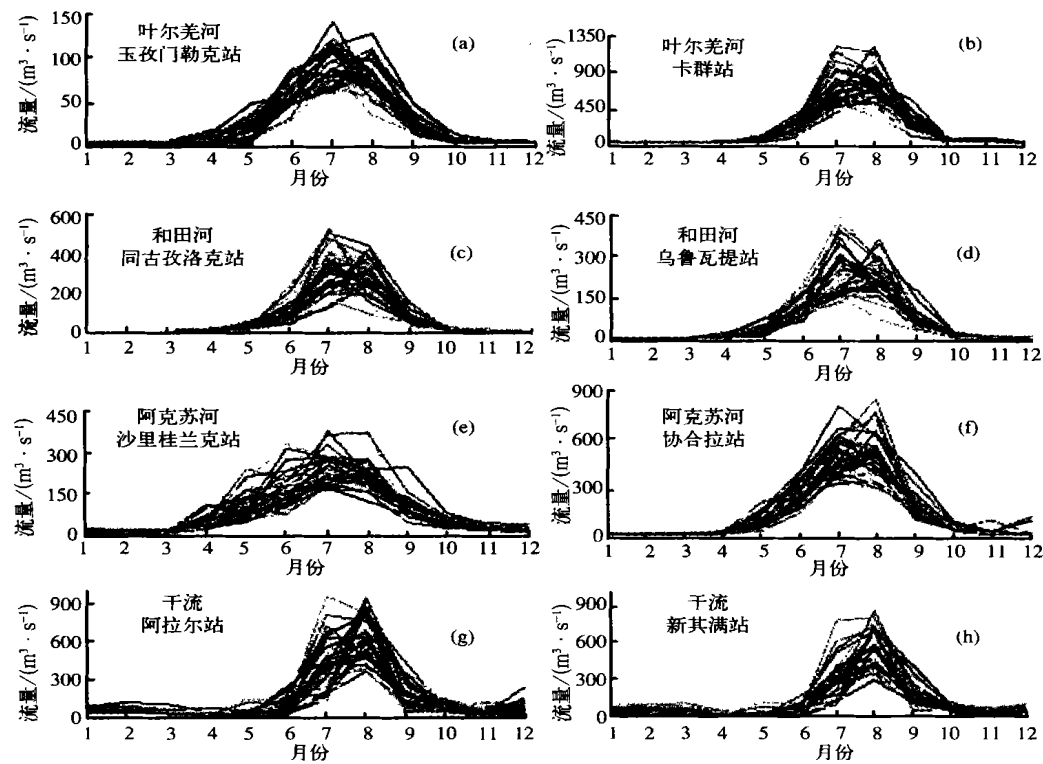 150
100
50
0
流量/(m³·s⁻¹)
叶尔羌河
玉孜门勒克站
(a)
1 2 3 4 5 6 7 8 9 10 11 12
月份
1350
900
450
0
流量/(m³·s⁻¹)
叶尔羌河
卡群站
(b)
1 2 3 4 5 6 7 8 9 10 11 12
月份
600
400
200
0
流量/(m³·s⁻¹)
和田河
同古孜洛克站
(c)
1 2 3 4 5 6 7 8 9 10 11 12
月份
450
300
150
0
流量/(m³·s⁻¹)
和田河
乌鲁瓦提站
(d)
1 2 3 4 5 6 7 8 9 10 11 12
月份
450
300
150
0
流量/(m³·s⁻¹)
阿克苏河
沙里桂兰克站
(e)
1 2 3 4 5 6 7 8 9 10 11 12
月份
900
600
300
0
流量/(m³·s⁻¹)
阿克苏河
协合拉站
(f)
1 2 3 4 5 6 7 8 9 10 11 12
月份
900
600
300
0
流量/(m³·s⁻¹)
干流
阿拉尔站
(g)
1 2 3 4 5 6 7 8 9 10 11 12
月份
900
600
300
0
流量/(m³·s⁻¹)
干流
新其满站
(h)
1 2 3 4 5 6 7 8 9 10 11 12
月份